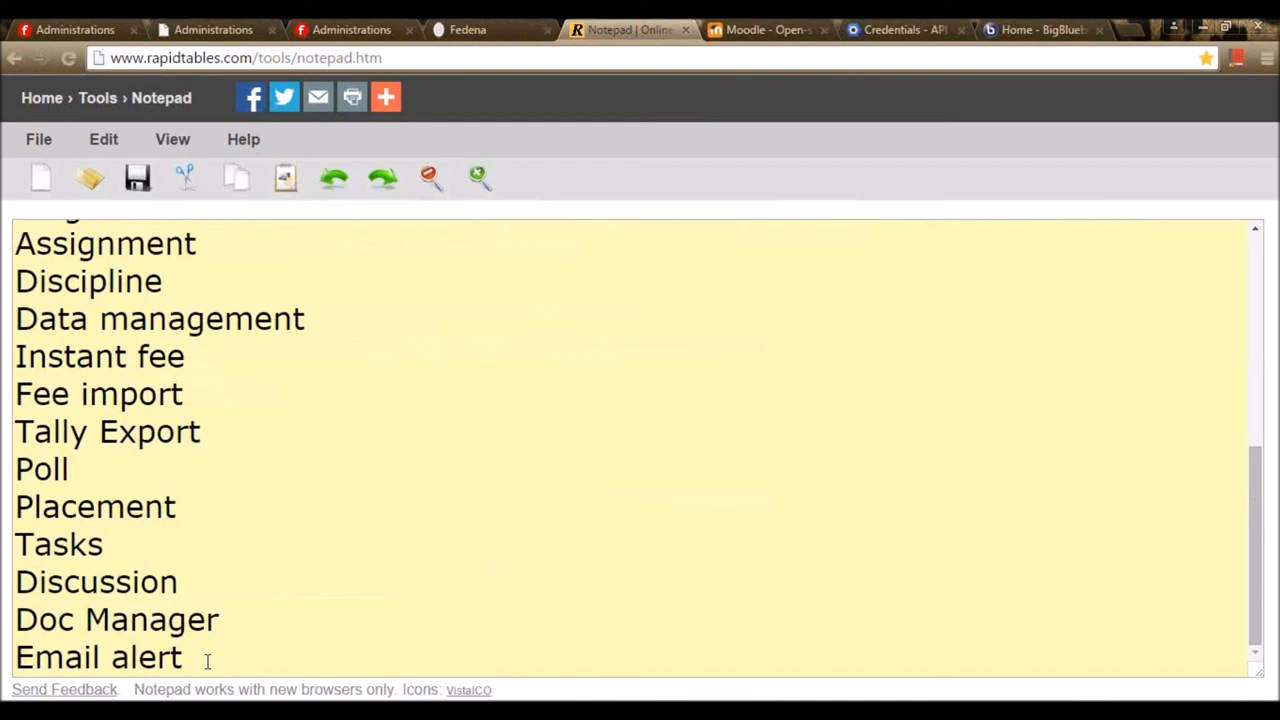 Administrations
Administrations
Administrations
Fedena
Notepad | Online
Moodle - Open-s
Credentials - API
Home - BigBlueb
www.rapidtables.com/tools/notepad.htm
Home › Tools › Notepad
File Edit View Help
Assignment
Discipline
Data management
Instant fee
Fee import
Tally Export
Poll
Placement
Tasks
Discussion
Doc Manager
Email alert
Send Feedback. Notepad works with new browsers only. Icons: VistaICO